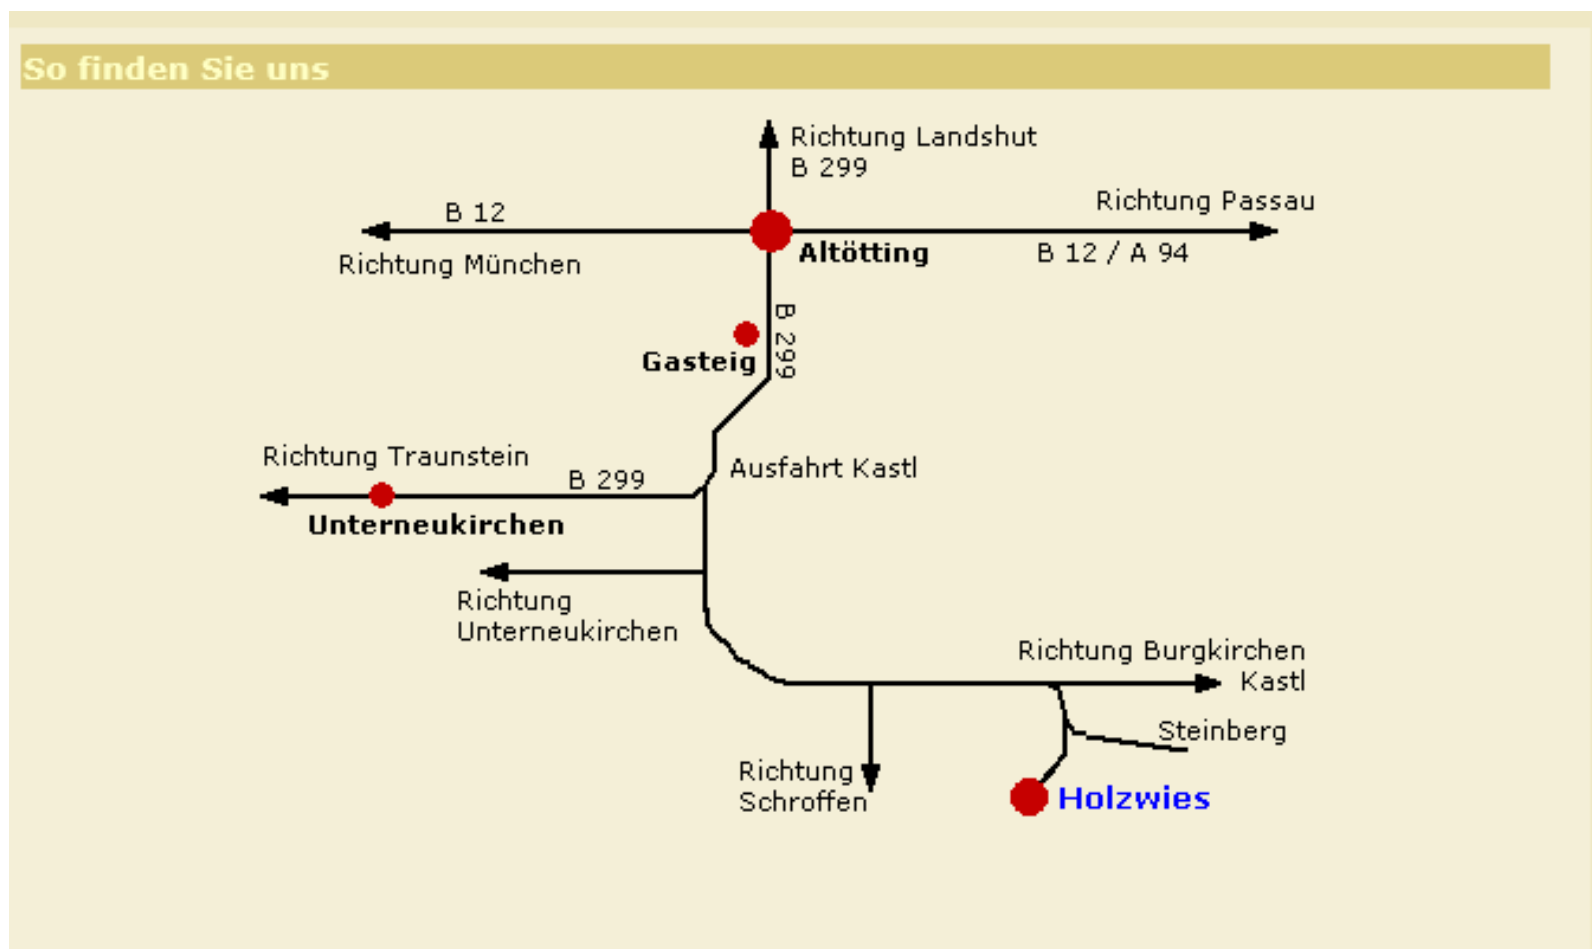 So finden Sie uns
Richtung Landshut
B 299
Richtung Passau
B 12
Altötting
B 12 / A 94
Richtung München
B 299
Gasteig
Richtung Traunstein
B 299
Ausfahrt Kastl
Unterneukirchen
Richtung
Unterneukirchen
Richtung Burgkirchen
Kastl
Steinberg
Richtung
Schroffen
Holzwies